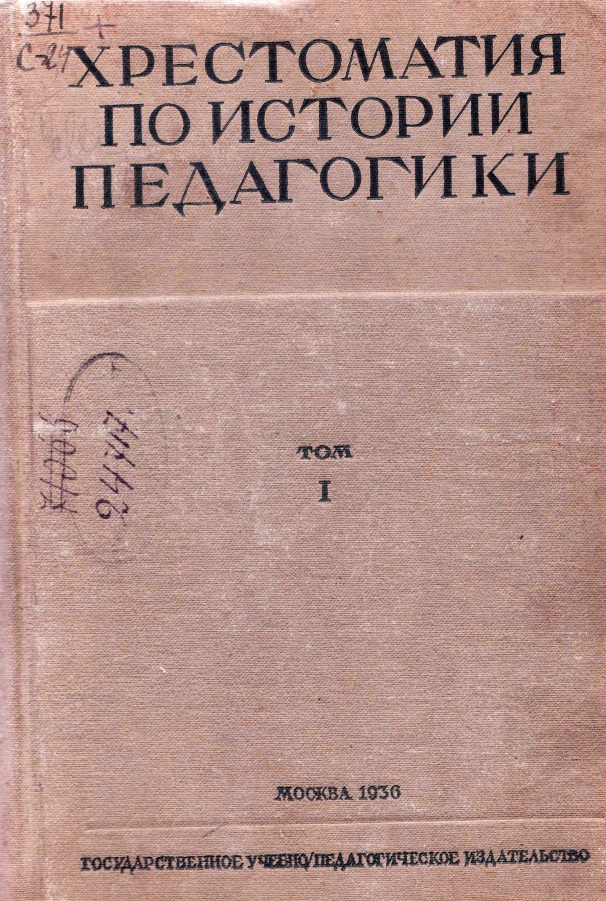 371
С-24
ХРЕСТОМАТИЯ
ПО ИСТОРИИ
ПЕДАГОГИКИ
ТОМ
I
МОСКВА 1936
ГОСУДАРСТВЕННОЕ УЧЕБНО/ПЕДАГОГИЧЕСКОЕ ИЗДАТЕЛЬСТВО